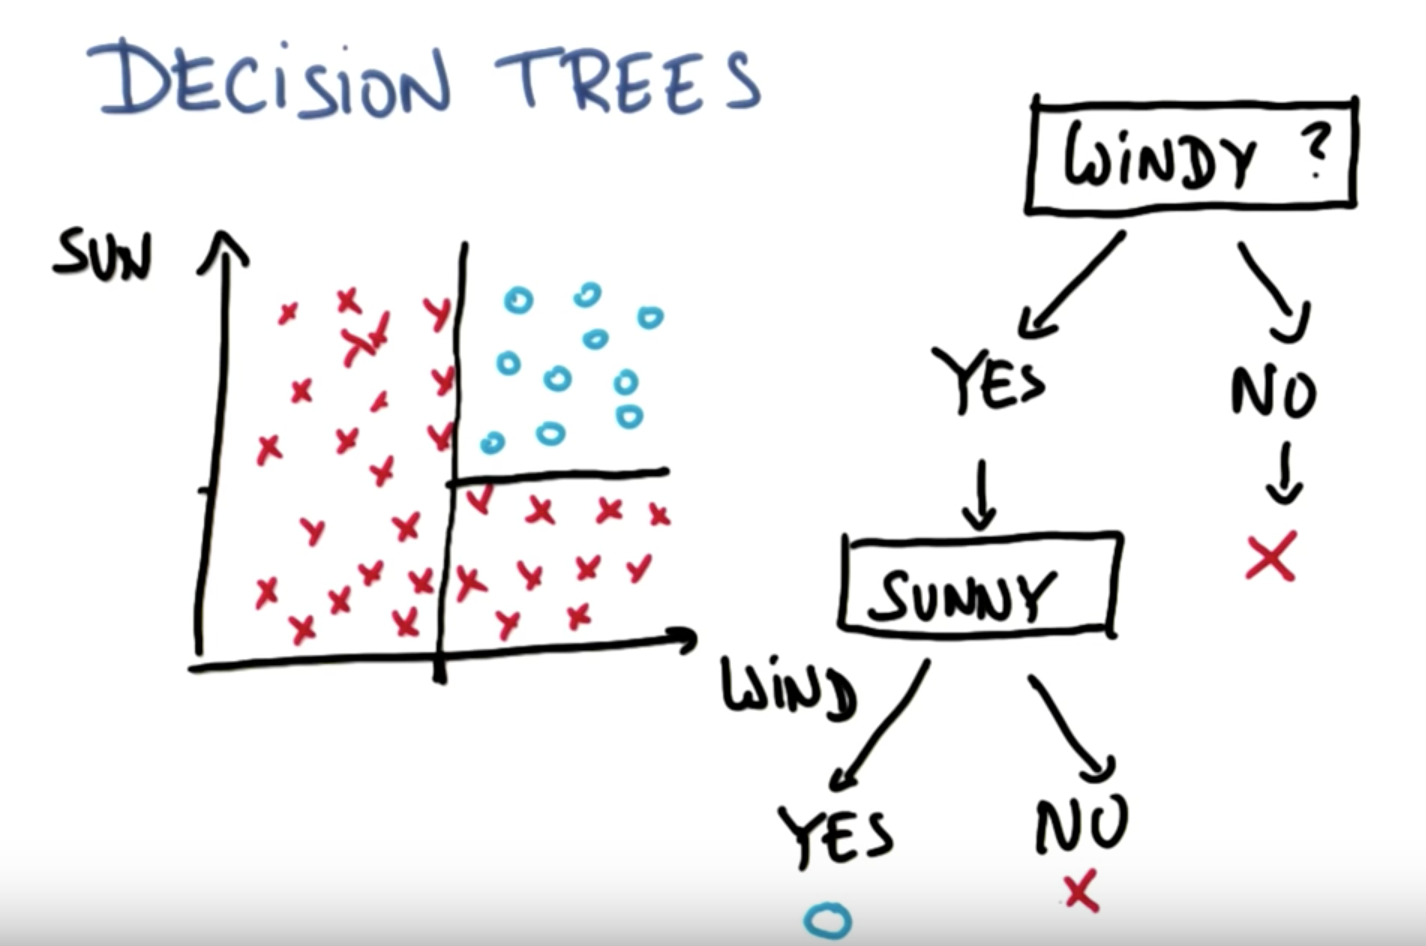 DECISION TREES
SUN
WIND
WINDY ?
YES
NO
SUNNY
YES
NO